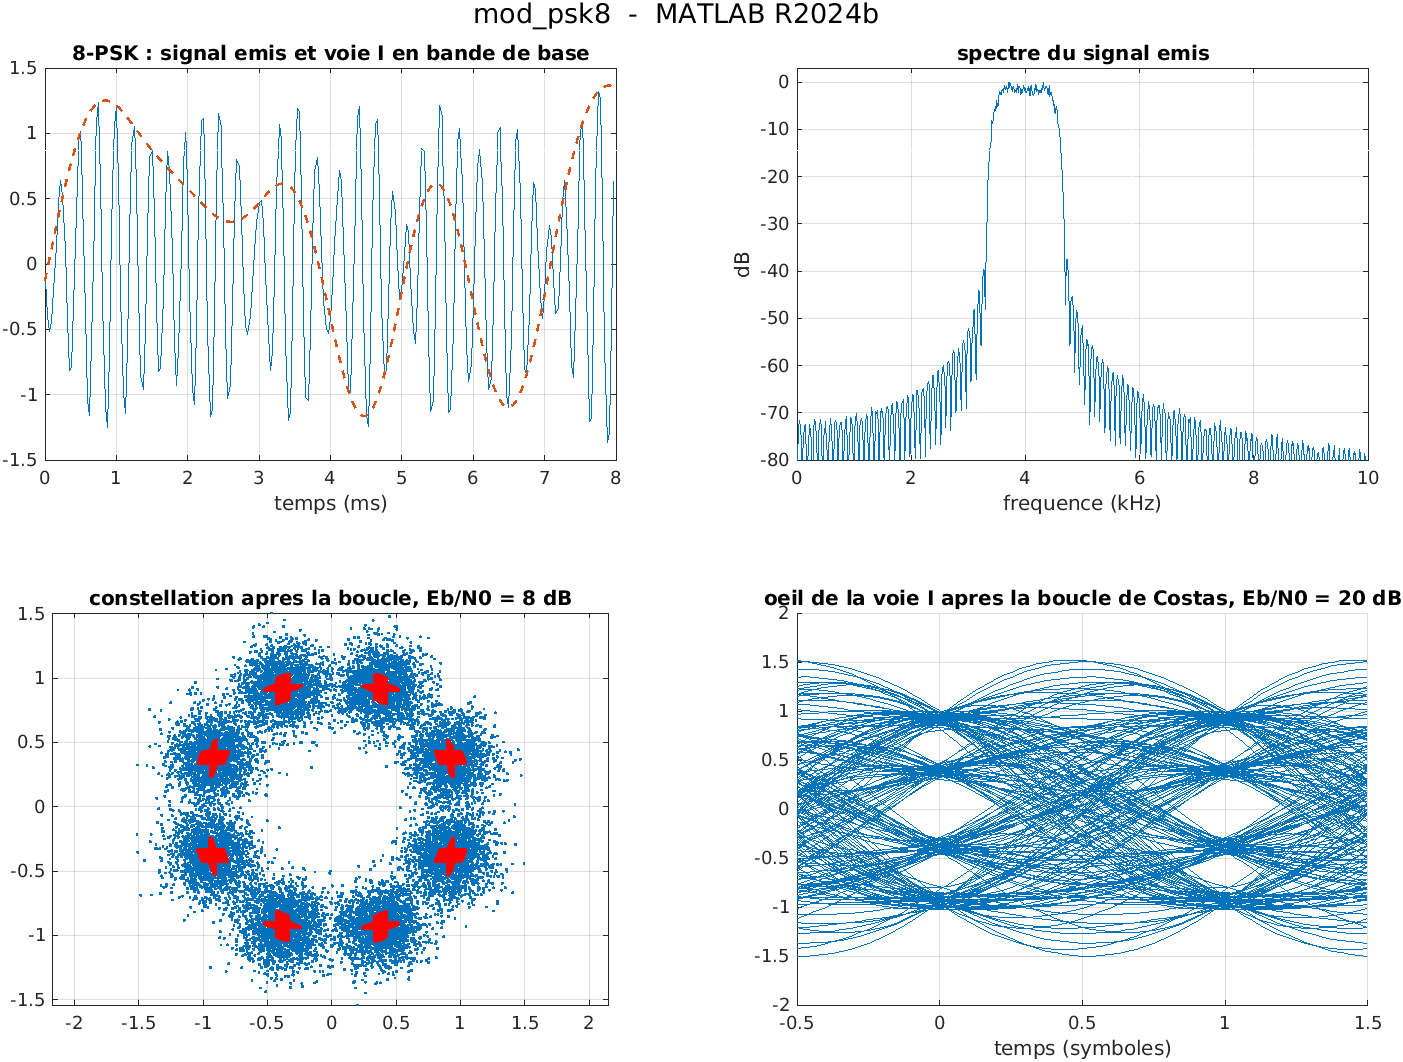 mod_psk8 - MATLAB R2024b
8-PSK : signal emis et voie I en bande de base
1.5
1
0.5
0
-0.5
-1
-1.5
0 1 2 3 4 5 6 7 8
temps (ms)
spectre du signal emis
dB
0
-10
-20
-30
-40
-50
-60
-70
-80
0 2 4 6 8 10
frequence (kHz)
constellation apres la boucle, Eb/N0 = 8 dB
1.5
1
0.5
0
-0.5
-1
-1.5
-2 -1.5 -1 -0.5 0 0.5 1 1.5 2
oeil de la voie I apres la boucle de Costas, Eb/N0 = 20 dB
2
1.5
1
0.5
0
-0.5
-1
-1.5
-2
-0.5 0 0.5 1 1.5
temps (symboles)